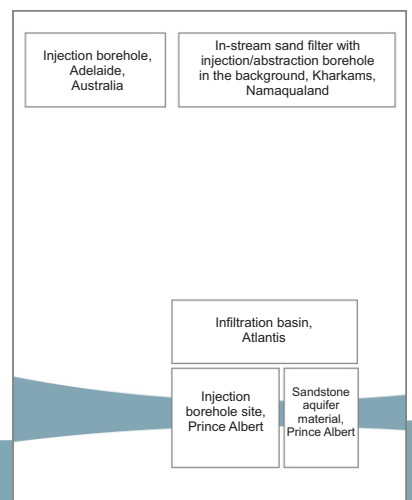 Injection borehole,
Adelaide,
Australia
In-stream sand filter with
injection/abstraction borehole
in the background, Kharkams,
Namaqualand
Infiltration basin,
Atlantis
Injection
borehole site,
Prince Albert
Sandstone
aquifer
material,
Prince Albert